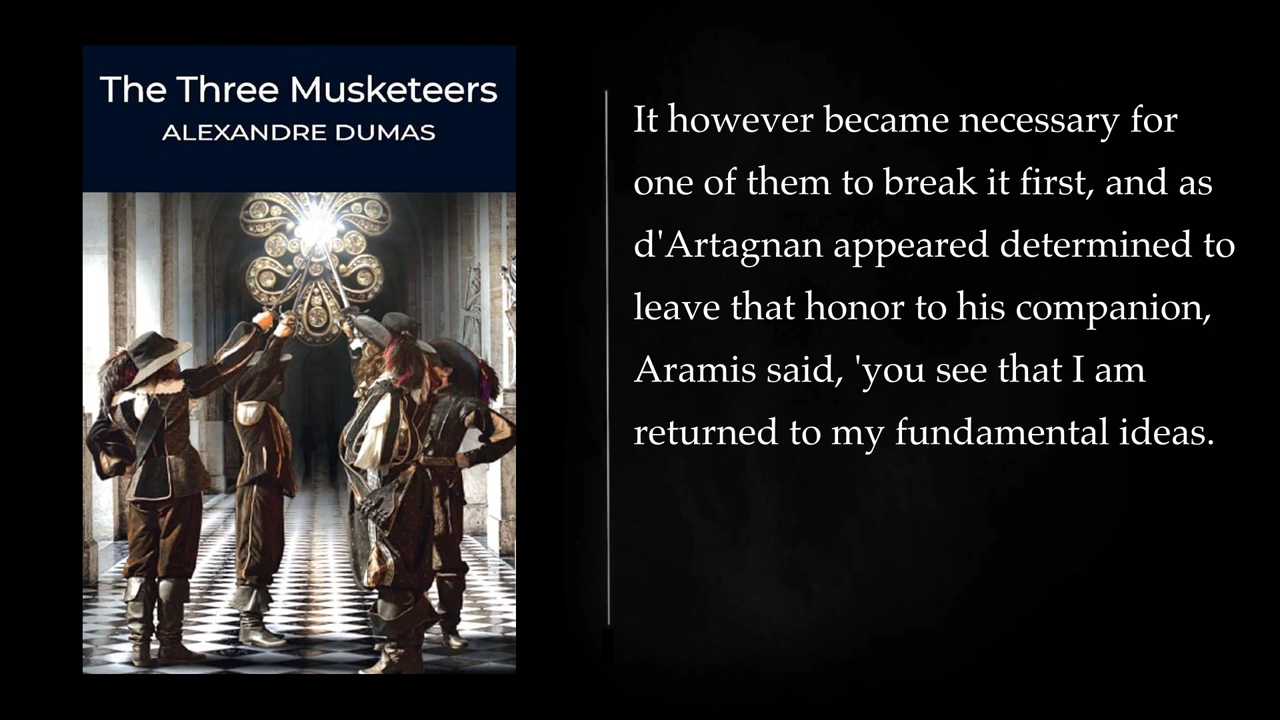 The Three Musketeers
ALEXANDRE DUMAS
It however became necessary for
one of them to break it first, and as
d'Artagnan appeared determined to
leave that honor to his companion,
Aramis said, 'you see that I am
returned to my fundamental ideas.